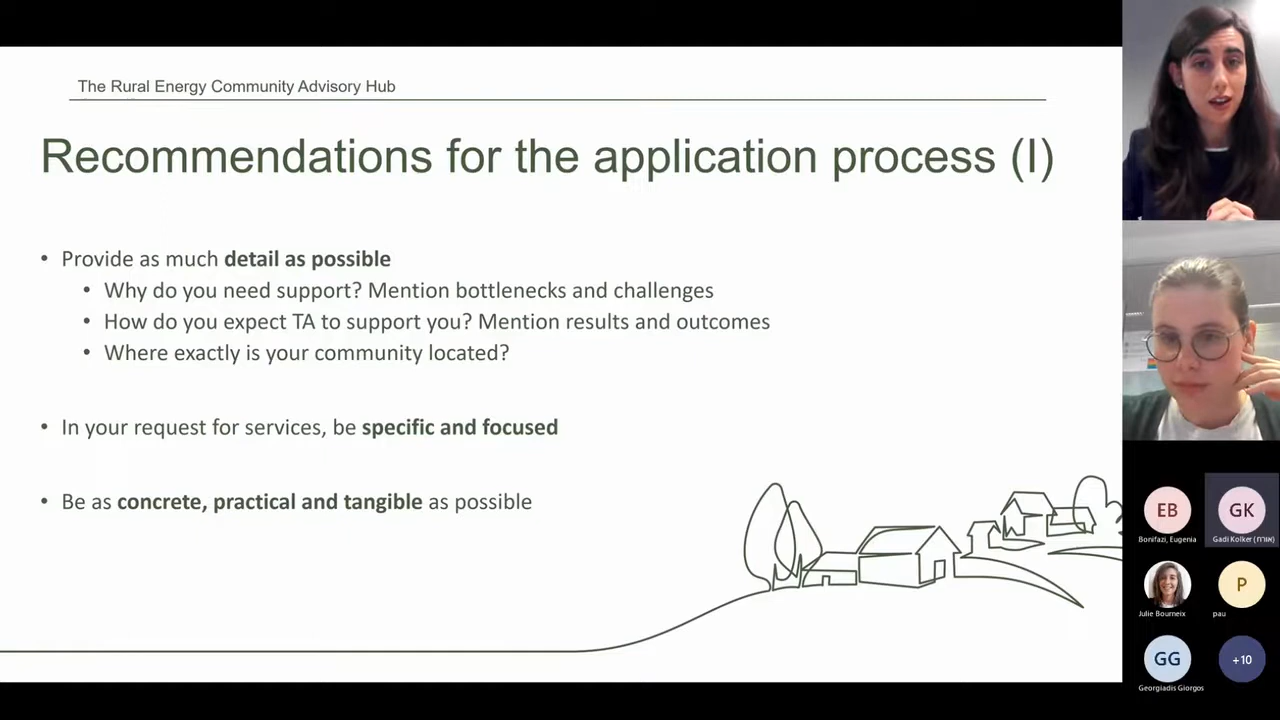 The Rural Energy Community Advisory Hub
Recommendations for the application process (I)
• Provide as much detail as possible
• Why do you need support? Mention bottlenecks and challenges
• How do you expect TA to support you? Mention results and outcomes
• Where exactly is your community located?
• In your request for services, be specific and focused
• Be as concrete, practical and tangible as possible
EB
GK
Bonifazi, Eugenia
Gadi Kolker (אורח)
P
Julie Bourneix
pau
GG
+10
Georgiadis Giorgos